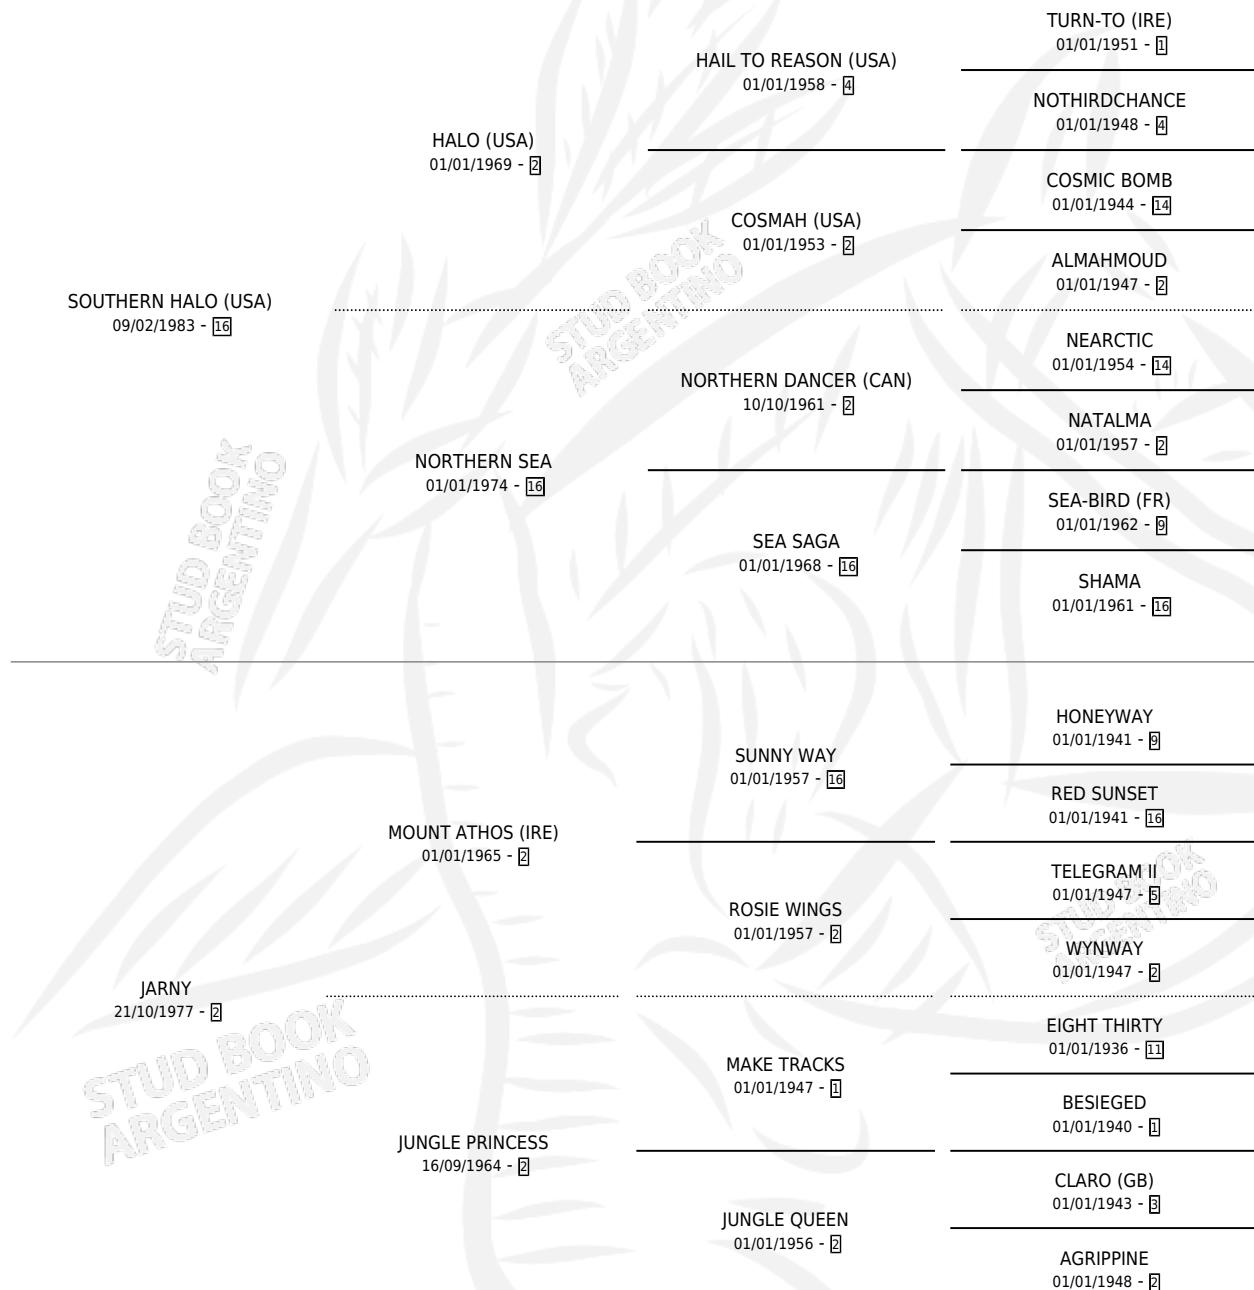 TURN-TO (IRE)
01/01/1951 - 1
HAIL TO REASON (USA)
01/01/1958 - 4
NOTHIRDCHANCE
01/01/1948 - 4
HALO (USA)
01/01/1969 - 2
COSMIC BOMB
01/01/1944 - 14
COSMAH (USA)
01/01/1953 - 2
ALMAHMOUD
01/01/1947 - 2
SOUTHERN HALO (USA)
09/02/1983 - 16
STUD BOOK
ARGENTINO
NEARCTIC
01/01/1954 - 14
NORTHERN DANCER (CAN)
10/10/1961 - 2
NATALMA
01/01/1957 - 2
NORTHERN SEA
01/01/1974 - 16
SEA-BIRD (FR)
01/01/1962 - 9
SEA SAGA
01/01/1968 - 16
SHAMA
01/01/1961 - 16
STUD BOOK
ARGENTINO
HONEYWAY
01/01/1941 - 9
SUNNY WAY
01/01/1957 - 16
RED SUNSET
01/01/1941 - 16
MOUNT ATHOS (IRE)
01/01/1965 - 2
TELEGRAM II
01/01/1947 - 5
ROSIE WINGS
01/01/1957 - 2
WYNWAY
01/01/1947 - 2
STUD BOOK
ARGENTINO
JARNY
21/10/1977 - 2
EIGHT THIRTY
01/01/1936 - 11
MAKE TRACKS
01/01/1947 - 1
BESIEGED
01/01/1940 - 1
STUD BOOK
ARGENTINO
JUNGLE PRINCESS
16/09/1964 - 2
CLARO (GB)
01/01/1943 - 3
JUNGLE QUEEN
01/01/1956 - 2
AGRIPPINE
01/01/1948 - 2